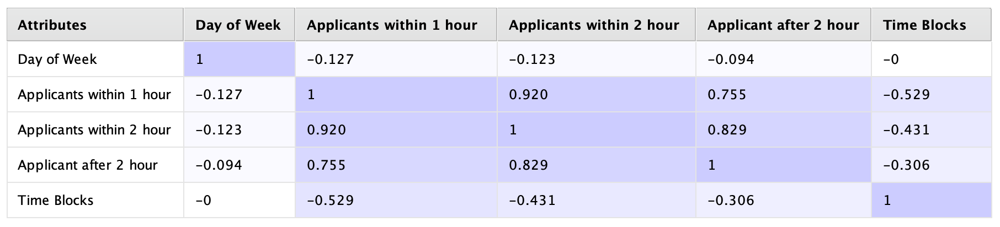 Attributes Day of Week Applicants within 1 hour Applicants within 2 hour Applicant after 2 hour Time Blocks
Day of Week 1 -0.127 -0.123 -0.094 -0
Applicants within 1 hour -0.127 1 0.920 0.755 -0.529
Applicants within 2 hour -0.123 0.920 1 0.829 -0.431
Applicant after 2 hour -0.094 0.755 0.829 1 -0.306
Time Blocks -0 -0.529 -0.431 -0.306 1